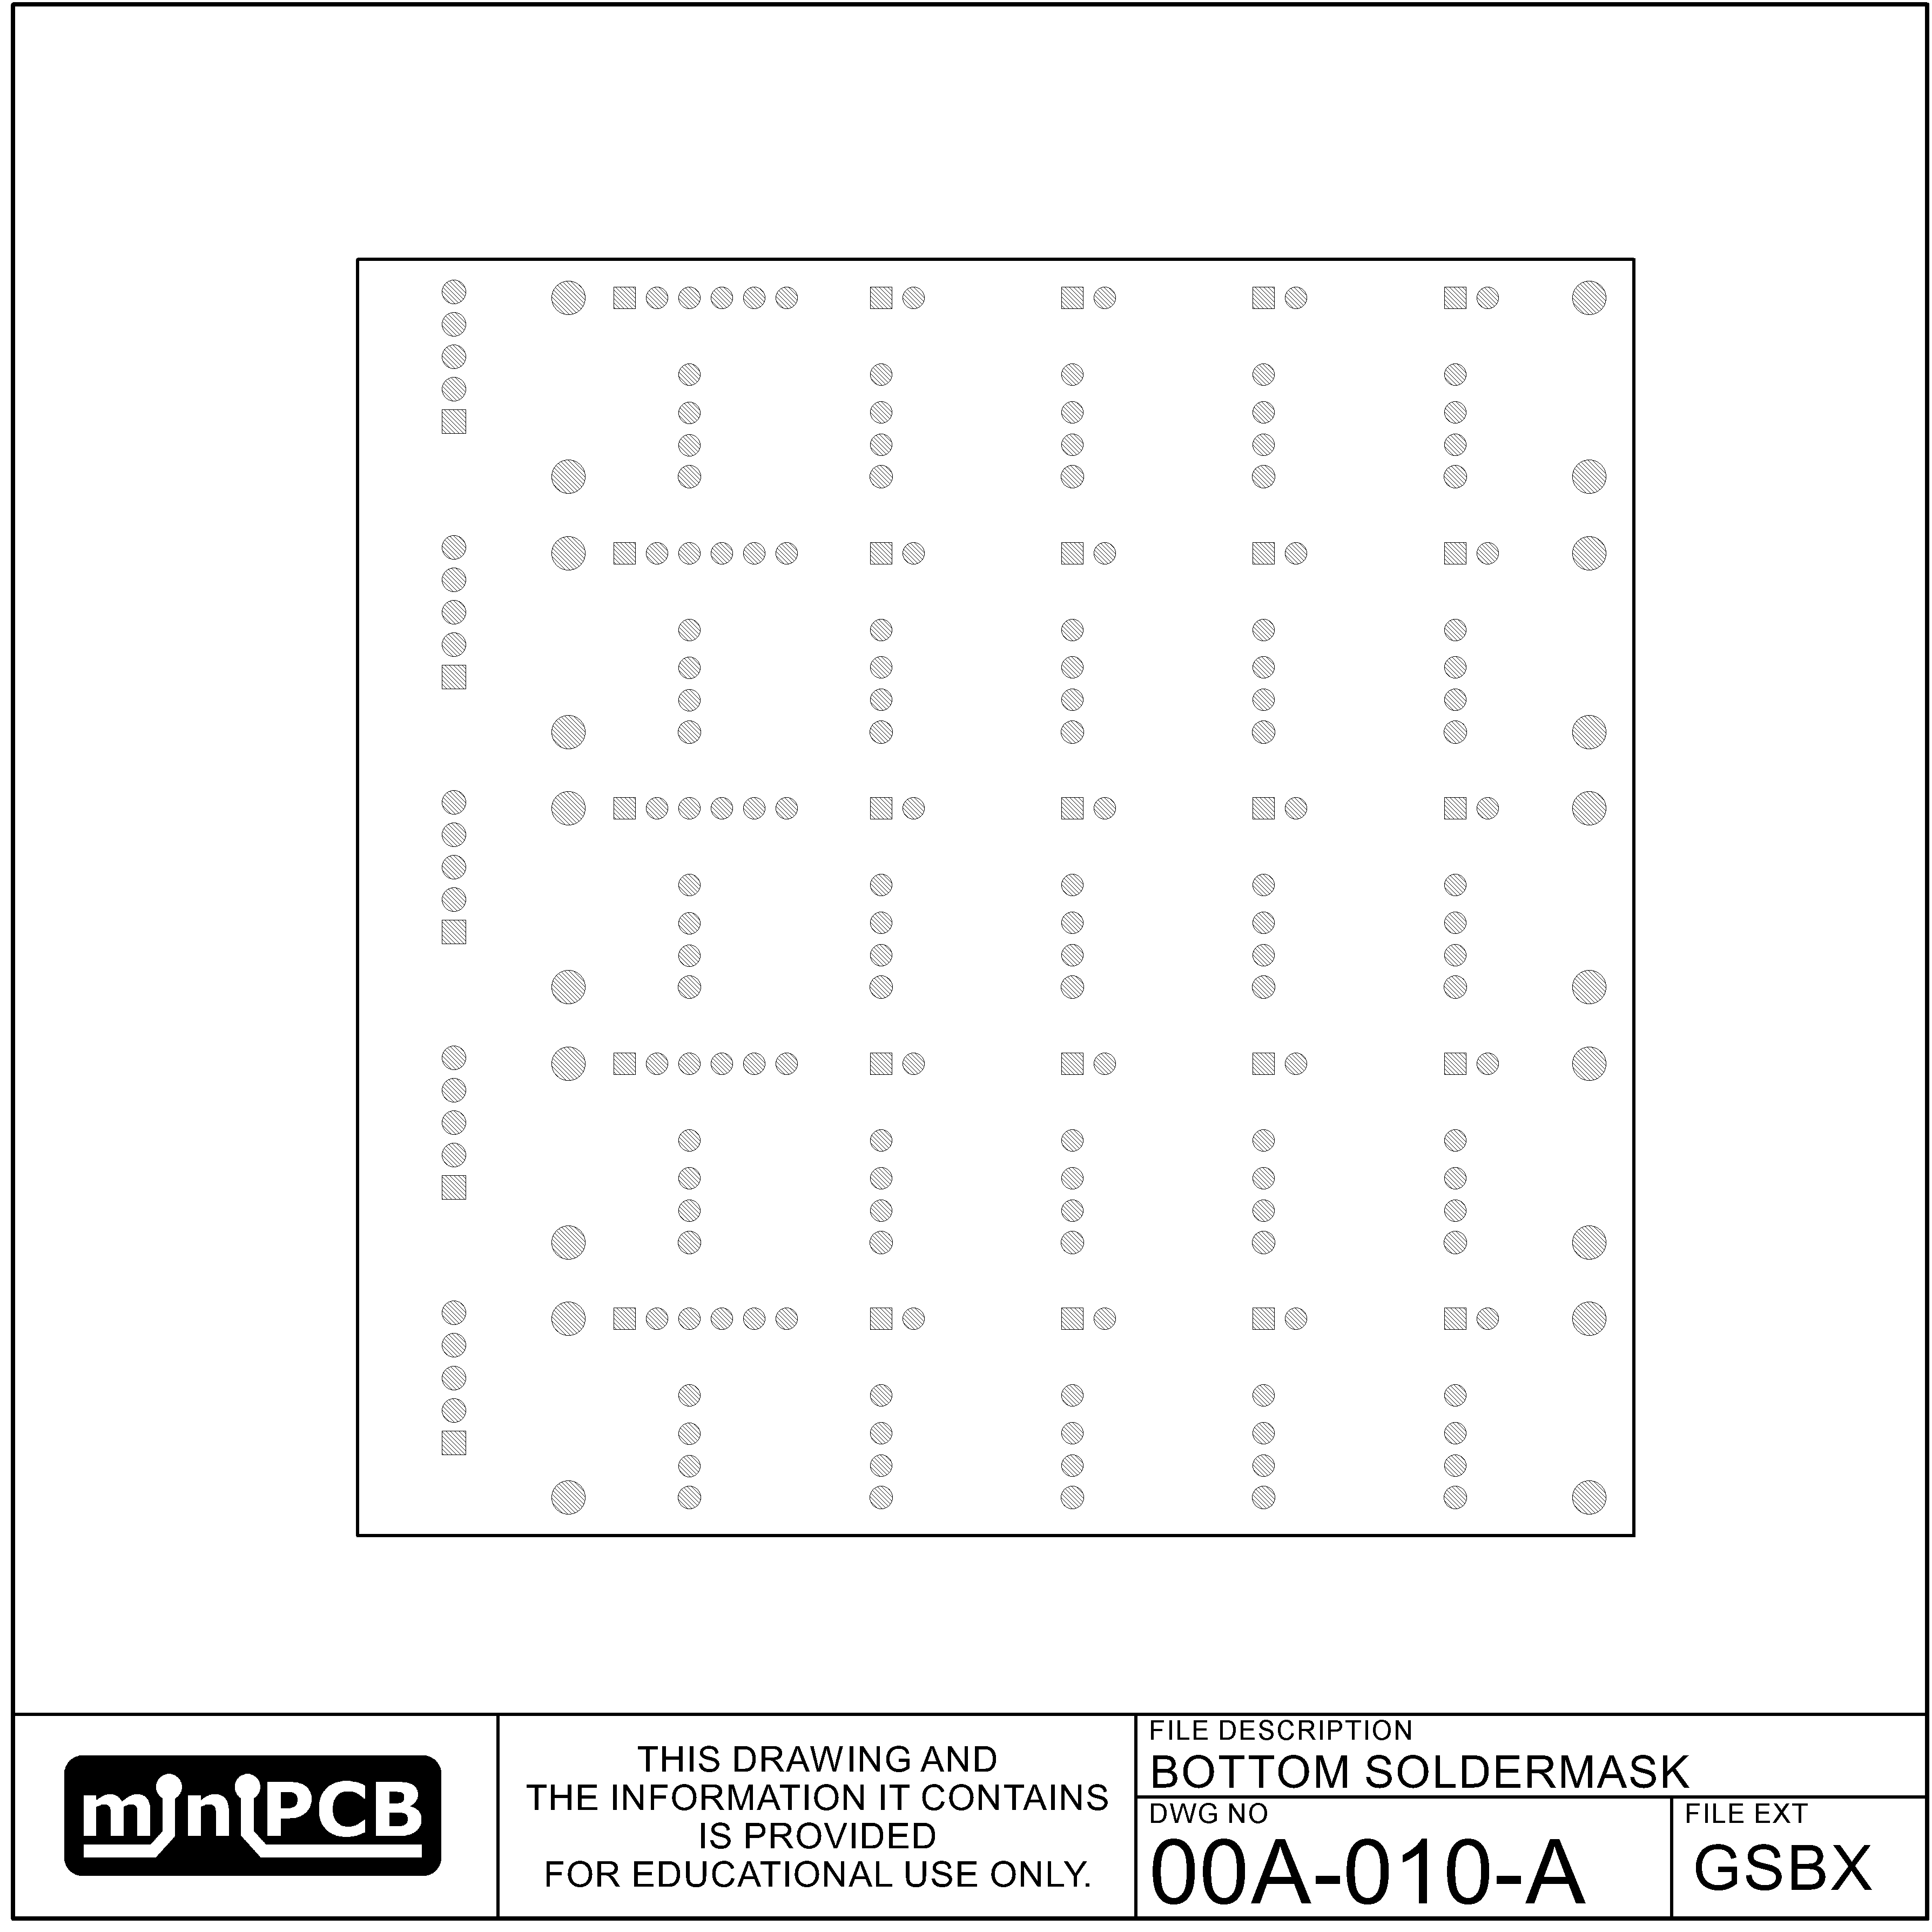 miniPCB
THIS DRAWING AND
THE INFORMATION IT CONTAINS
IS PROVIDED
FOR EDUCATIONAL USE ONLY.
FILE DESCRIPTION
BOTTOM SOLDERMASK
DWG NO
00A-010-A
FILE EXT
GSBX